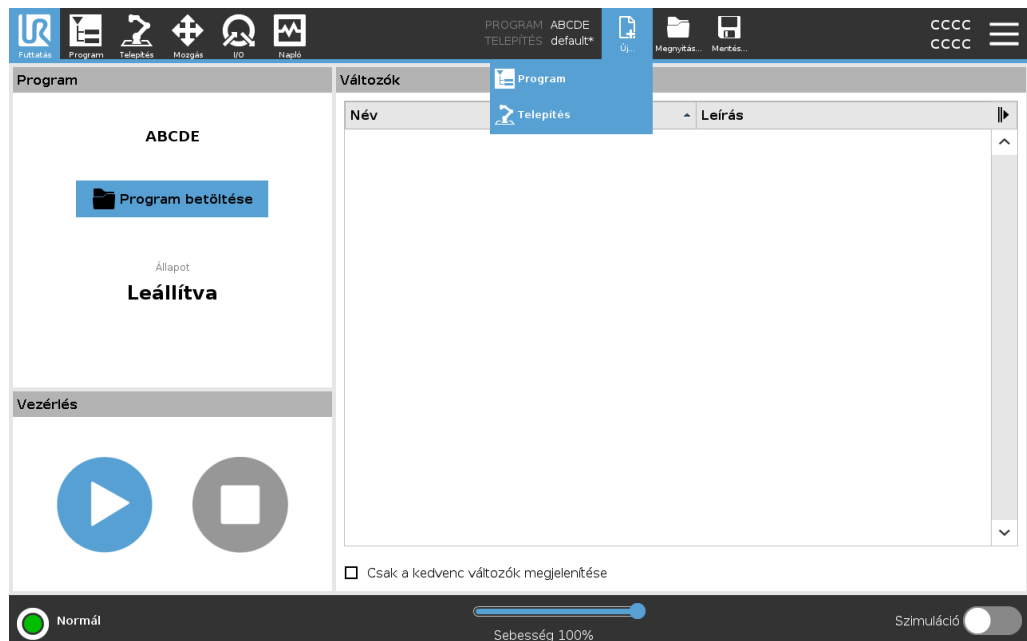 UR
Futtatás
Program
Telepítés
Mozgás
I/O
Napló
PROGRAM ABCDE
TELEPÍTÉS default*
Új...
Megnyitás...
Mentés...
CCCC
CCCC
Program
Telepítés
Program
ABCDE
Program betöltése
Állapot
Leállítva
Vezérlés
Változók
Név
Leírás
Csak a kedvenc változók megjelenítése
Normál
Sebesség 100%
Szimuláció